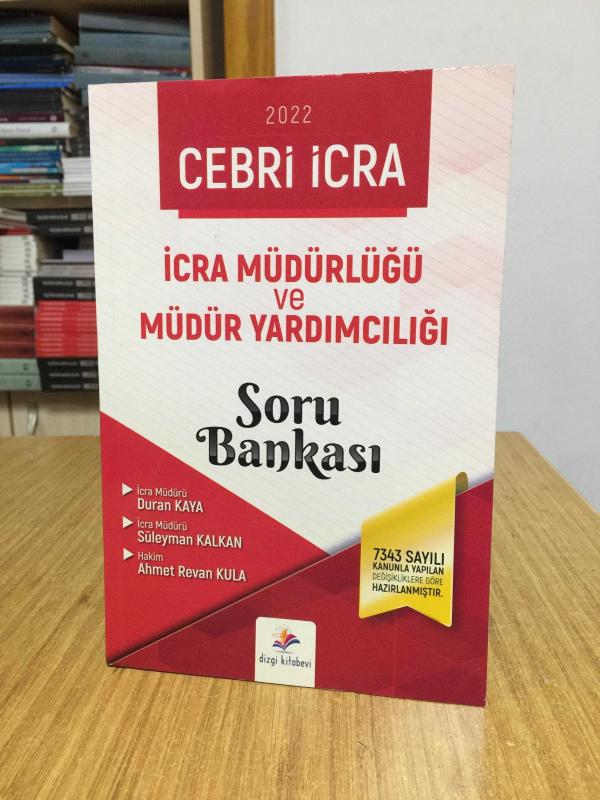 2022
CEBRİ İCRA
İCRA MÜDÜRLÜĞÜ
ve
MÜDÜR YARDIMCILIĞI
Soru
Bankası
İcra Müdürü
Duran KAYA
İcra Müdürü
Süleyman KALKAN
Hakim
Ahmet Revan KULA
7343 SAYILI
KANUNLA YAPILAN
DEĞİŞİKLİKLERE GÖRE
HAZIRLANMIŞTIR.
dizgi kitabevi